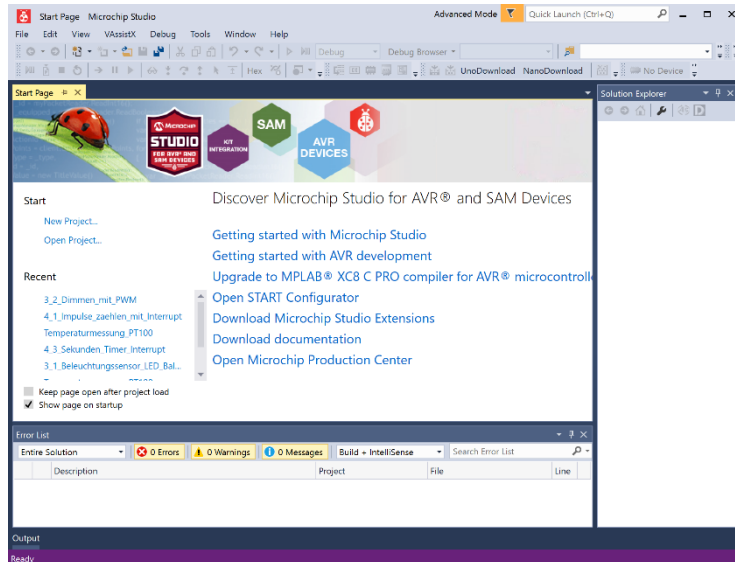 Start Page Microchip Studio
Advanced Mode
Quick Launch (Ctrl+Q)
File Edit View VAssistX Debug Tools Window Help
Debug
Debug Browser
Hex
UnoDownload NanoDownload
No Device
Start Page
Solution Explorer
MICROCHIP
STUDIO
FOR AVR® AND
SAM DEVICES
KIT
INTEGRATION
SAM
AVR
DEVICES
Start
New Project...
Open Project...
Recent
3_2_Dimmen_mit_PWM
4_1_Impulse_zaehlen_mit_Interrupt
Temperaturmessung_PT100
4_3_Sekunden_Timer_Interrupt
3_1_Beleuchtungssensor_LED_Bal...
Keep page open after project load
Show page on startup
Discover Microchip Studio for AVR® and SAM Devices
Getting started with Microchip Studio
Getting started with AVR development
Upgrade to MPLAB® XC8 C PRO compiler for AVR® microcontroll
Open START Configurator
Download Microchip Studio Extensions
Download documentation
Open Microchip Production Center
Error List
Entire Solution
0 Errors
0 Warnings
0 Messages
Build + IntelliSense
Search Error List
Description Project File Line
Output
Ready